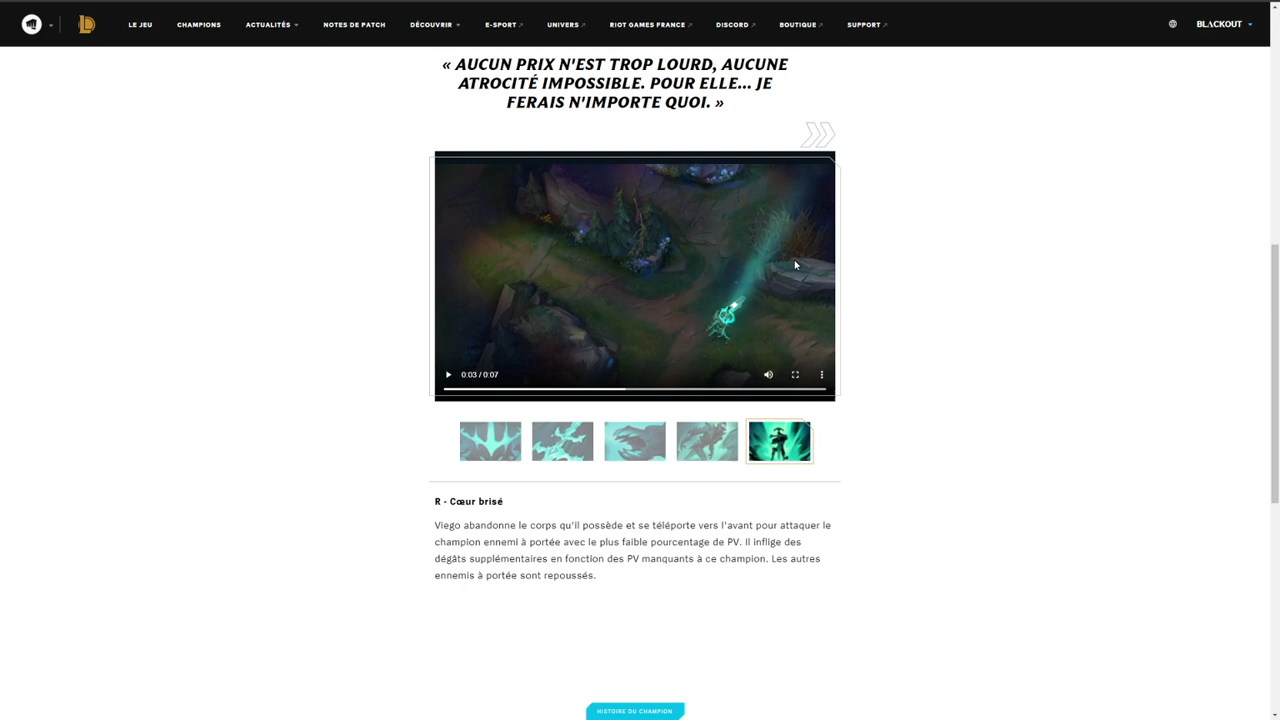 LE JEU CHAMPIONS ACTUALITÉS NOTES DE PATCH DÉCOUVRIR E-SPORT UNIVERS RIOT GAMES FRANCE DISCORD BOUTIQUE SUPPORT BLACKOUT
« AUCUN PRIX N'EST TROP LOURD, AUCUNE
ATROCITÉ IMPOSSIBLE. POUR ELLE... JE
FERAIS N'IMPORTE QUOI. »
0:03 / 0:07
R - Cœur brisé
Viego abandonne le corps qu'il possède et se téléporte vers l'avant pour attaquer le
champion ennemi à portée avec le plus faible pourcentage de PV. Il inflige des
dégâts supplémentaires en fonction des PV manquants à ce champion. Les autres
ennemis à portée sont repoussés.
HISTOIRE DU CHAMPION